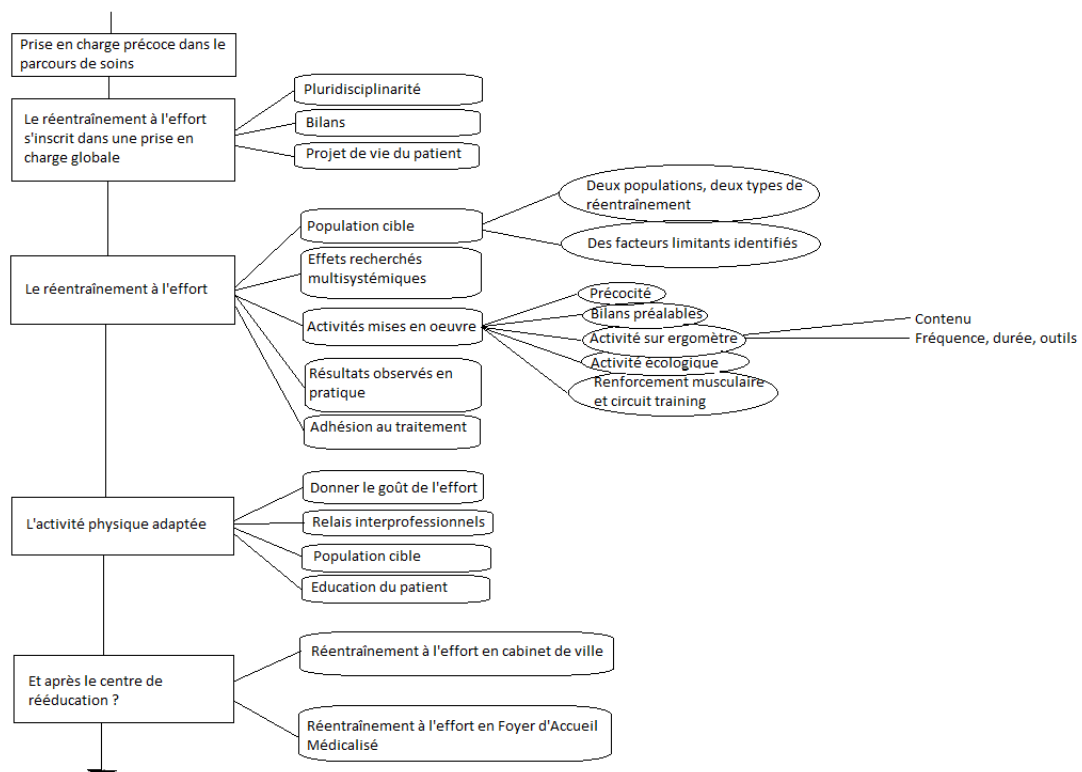 Prise en charge précoce dans le
parcours de soins
Le réentraînement à l'effort
s'inscrit dans une prise en
charge globale
Pluridisciplinarité
Bilans
Projet de vie du patient
Le réentraînement à l'effort
Population cible
Deux populations, deux types de
réentraînement
Des facteurs limitants identifiés
Effets recherchés
multisystémiques
Activités mises en oeuvre
Précocité
Bilans préalables
Activité sur ergomètre
Contenu
Fréquence, durée, outils
Activité écologique
Renforcement musculaire
et circuit training
Résultats observés en
pratique
Adhésion au traitement
L'activité physique adaptée
Donner le goût de l'effort
Relais interprofessionnels
Population cible
Education du patient
Et après le centre de
rééducation ?
Réentraînement à l'effort en cabinet de ville
Réentraînement à l'effort en Foyer d'Accueil
Médicalisé